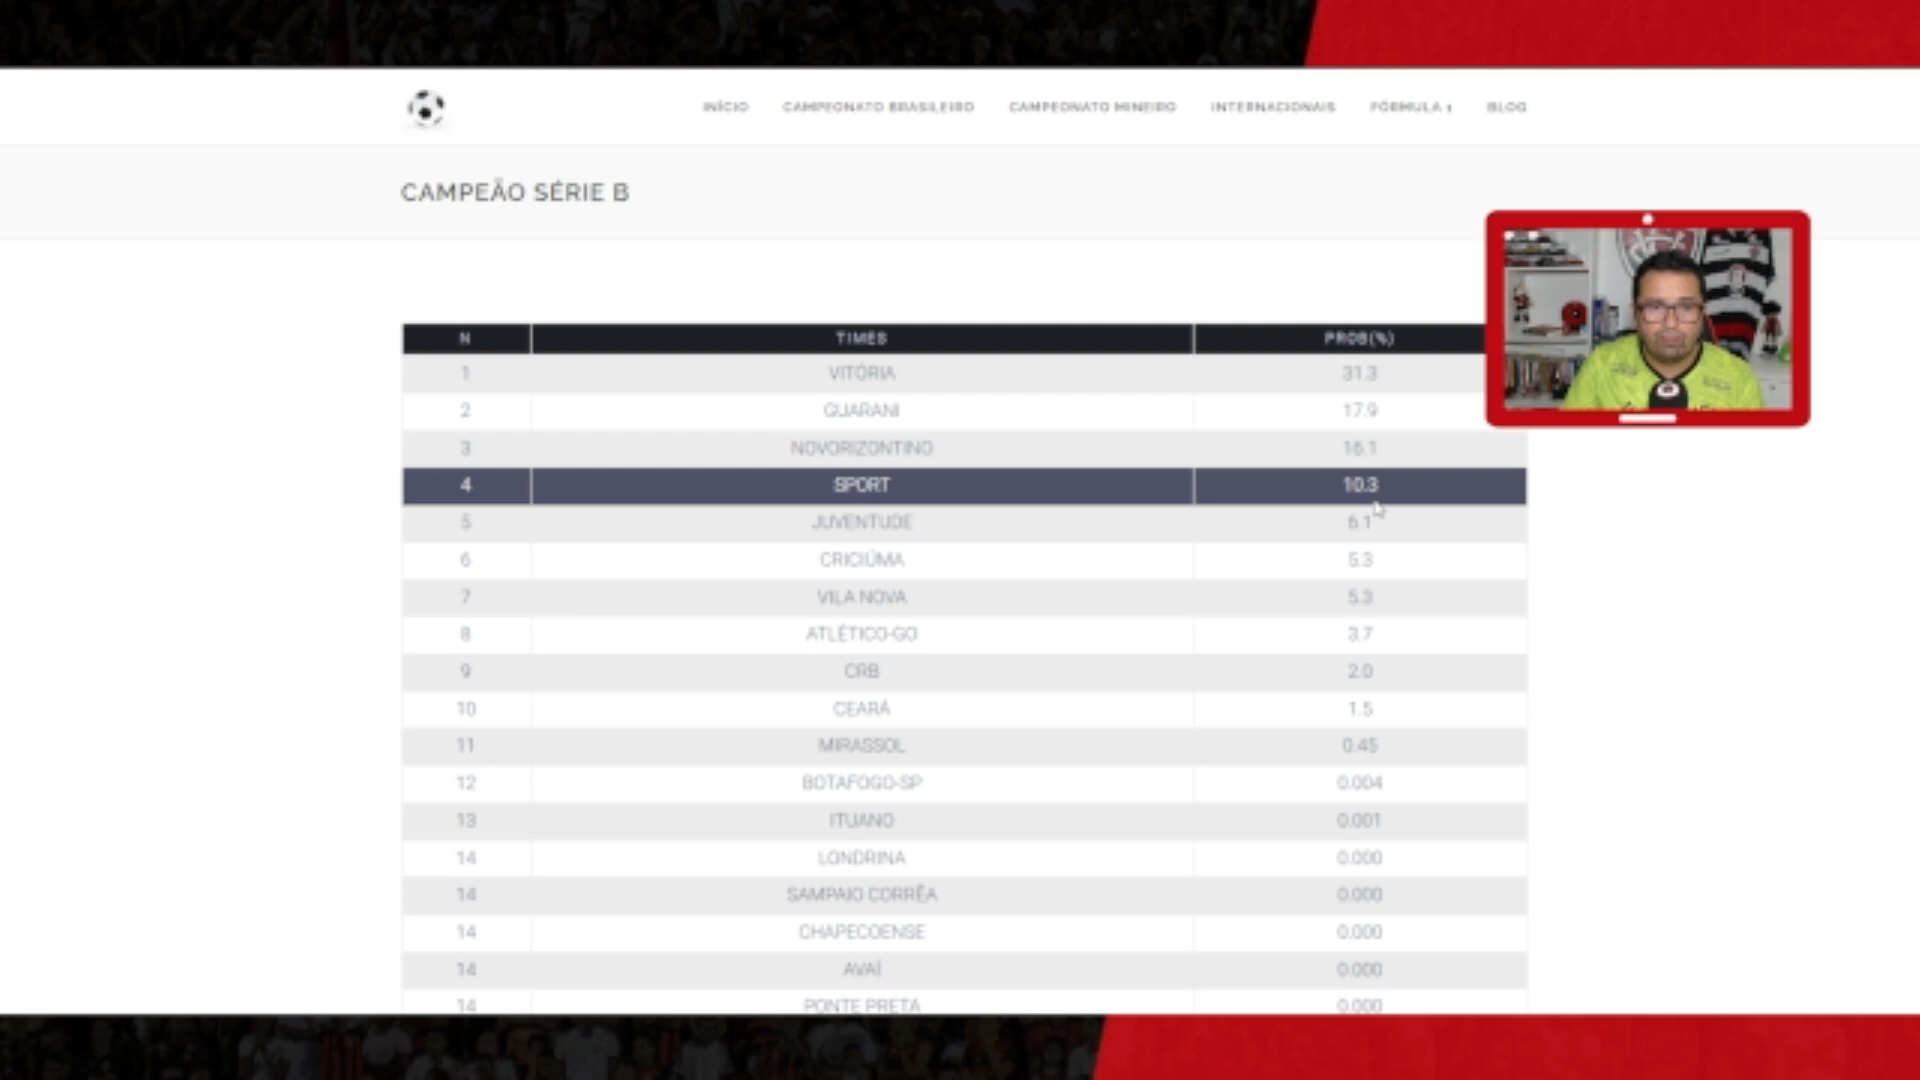 INÍCIO CAMPEONATO BRASILEIRO CAMPEONATO MINEIRO INTERNACIONAIS FÓRMULA 1 BLOG
CAMPEÃO SÉRIE B
N TIMES PROB(%)
1 VITÓRIA 31.3
2 GUARANI 17.9
3 NOVORIZONTINO 16.1
4 SPORT 10.3
5 JUVENTUDE 6.1
6 CRICIÚMA 5.3
7 VILA NOVA 5.3
8 ATLÉTICO-GO 3.7
9 CRB 2.0
10 CEARÁ 1.5
11 MIRASSOL 0.45
12 BOTAFOGO-SP 0.004
13 ITUANO 0.001
14 LONDRINA 0.000
14 SAMPAIO CORRÊA 0.000
14 CHAPECOENSE 0.000
14 AVAÍ 0.000
14 PONTE PRETA 0.000